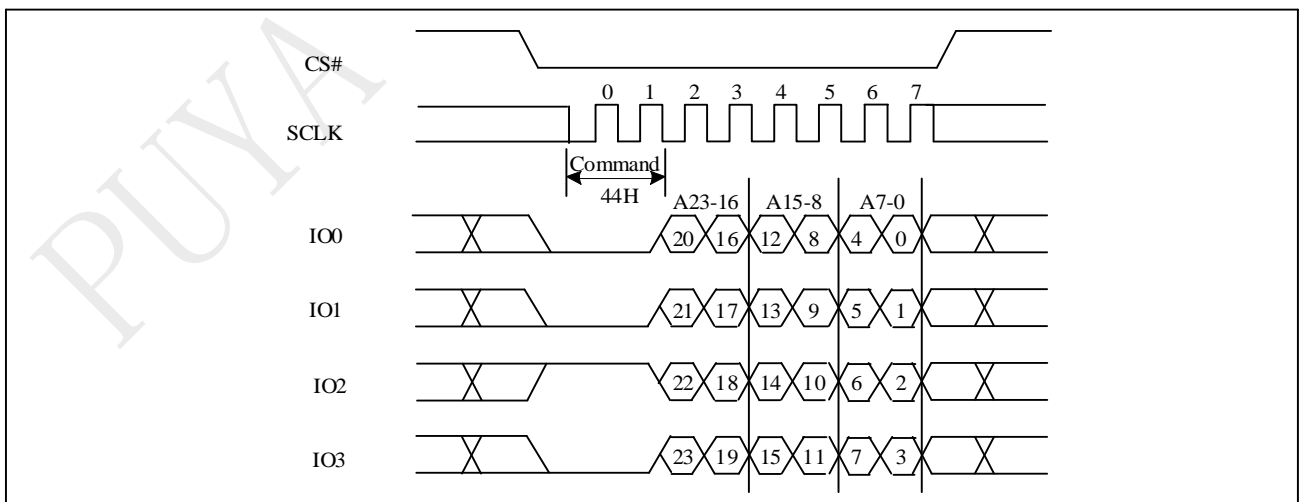 PUYA
CS#
0 1 2 3 4 5 6 7
SCLK
Command
44H
A23-16 A15-8 A7-0
IO0 20 16 12 8 4 0
IO1 21 17 13 9 5 1
IO2 22 18 14 10 6 2
IO3 23 19 15 11 7 3